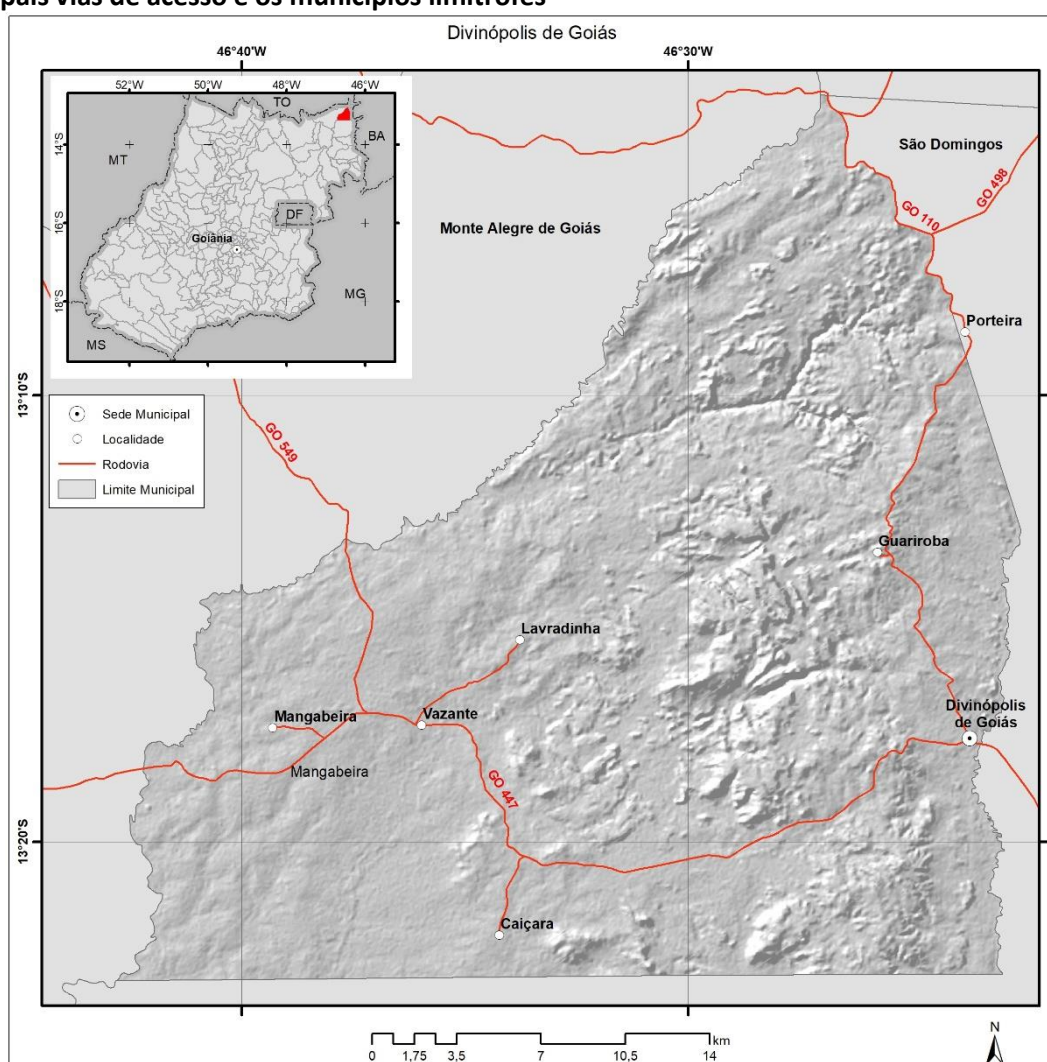 pais vias de acesso e os municípios limítrofes
Divinópolis de Goiás
46°40'W
46°30'W
52°W
50°W
48°W
46°W
TO
BA
14°S
MT
DF
16°S
Goiânia
MG
18°S
MS
São Domingos
GO 498
GO 110
Monte Alegre de Goiás
Porteira
13°10'S
Sede Municipal
Localidade
Rodovia
Limite Municipal
GO 549
Guariroba
Lavradinha
Divinópolis
de Goiás
Mangabeira
Vazante
Mangabeira
GO 447
13°20'S
Caiçara
km
0
1,75
3,5
7
10,5
14
N